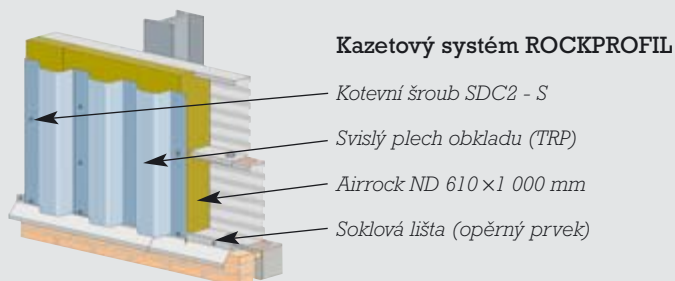 Kazetový systém ROCKPROFIL
Kotevní šroub SDC2 - S
Svislý plech obkladu (TRP)
Airrock ND 610 ×1 000 mm
Soklová lišta (opěrný prvek)